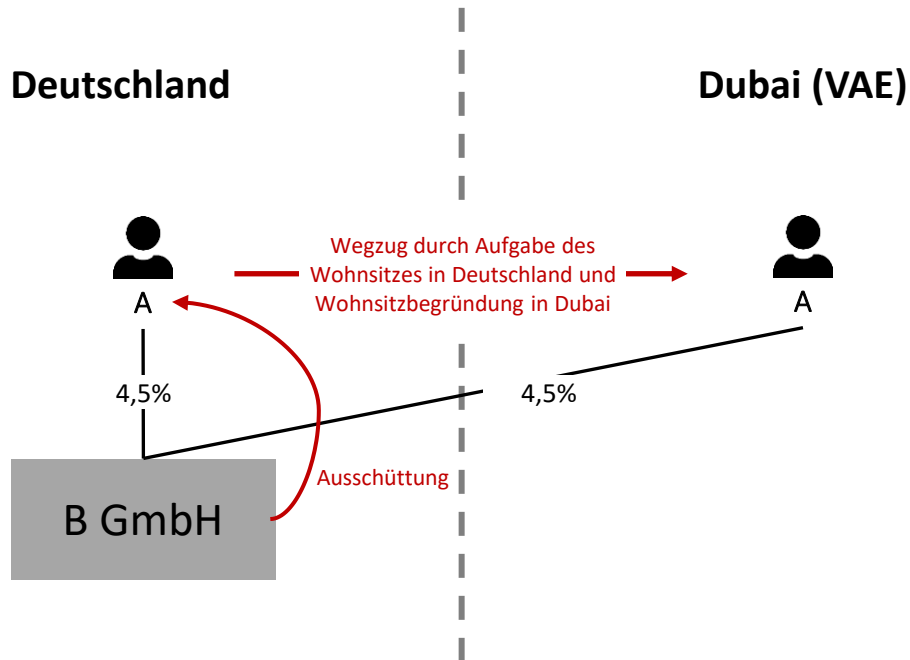 Deutschland
Dubai (VAE)
Wegzug durch Aufgabe des
Wohnsitzes in Deutschland und
Wohnsitzbegründung in Dubai
A
A
4,5%
4,5%
Ausschüttung
B GmbH